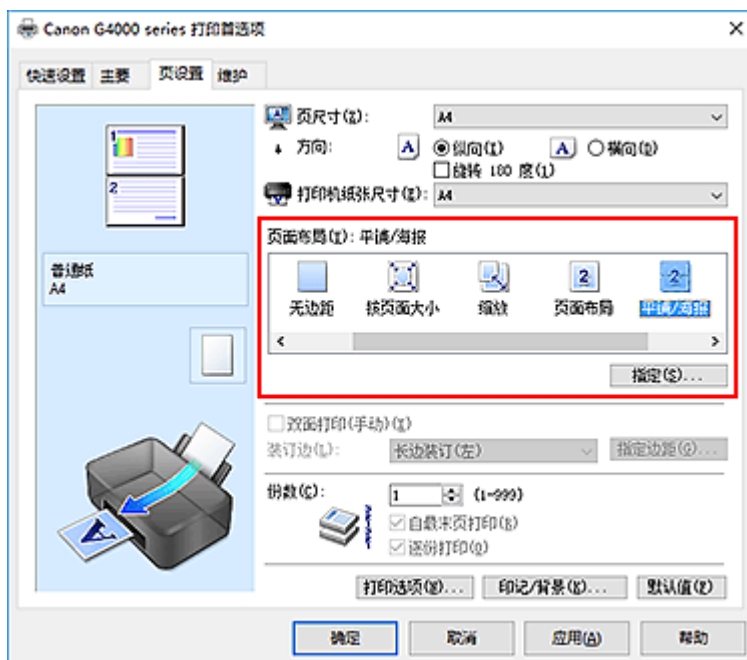 Canon G4000 series 打印首选项
快速设置 主要 页设置 维护
页尺寸(Z): A4
方向: A 纵向(I) A 横向(D)
旋转 180 度(1)
打印机纸张尺寸(E): A4
页面布局(T): 平铺/海报
无边距 按页面大小 缩放 页面布局 平铺/海报
指定(S)...
普通纸
A4
双面打印(手动)(X)
装订边(L): 长边装订(左) 指定边距(G)...
份数(C): 1 (1-999)
自最末页打印(B)
逐份打印(O)
打印选项(N)... 印记/背景(K)... 默认值(F)
确定 取消 应用(A) 帮助